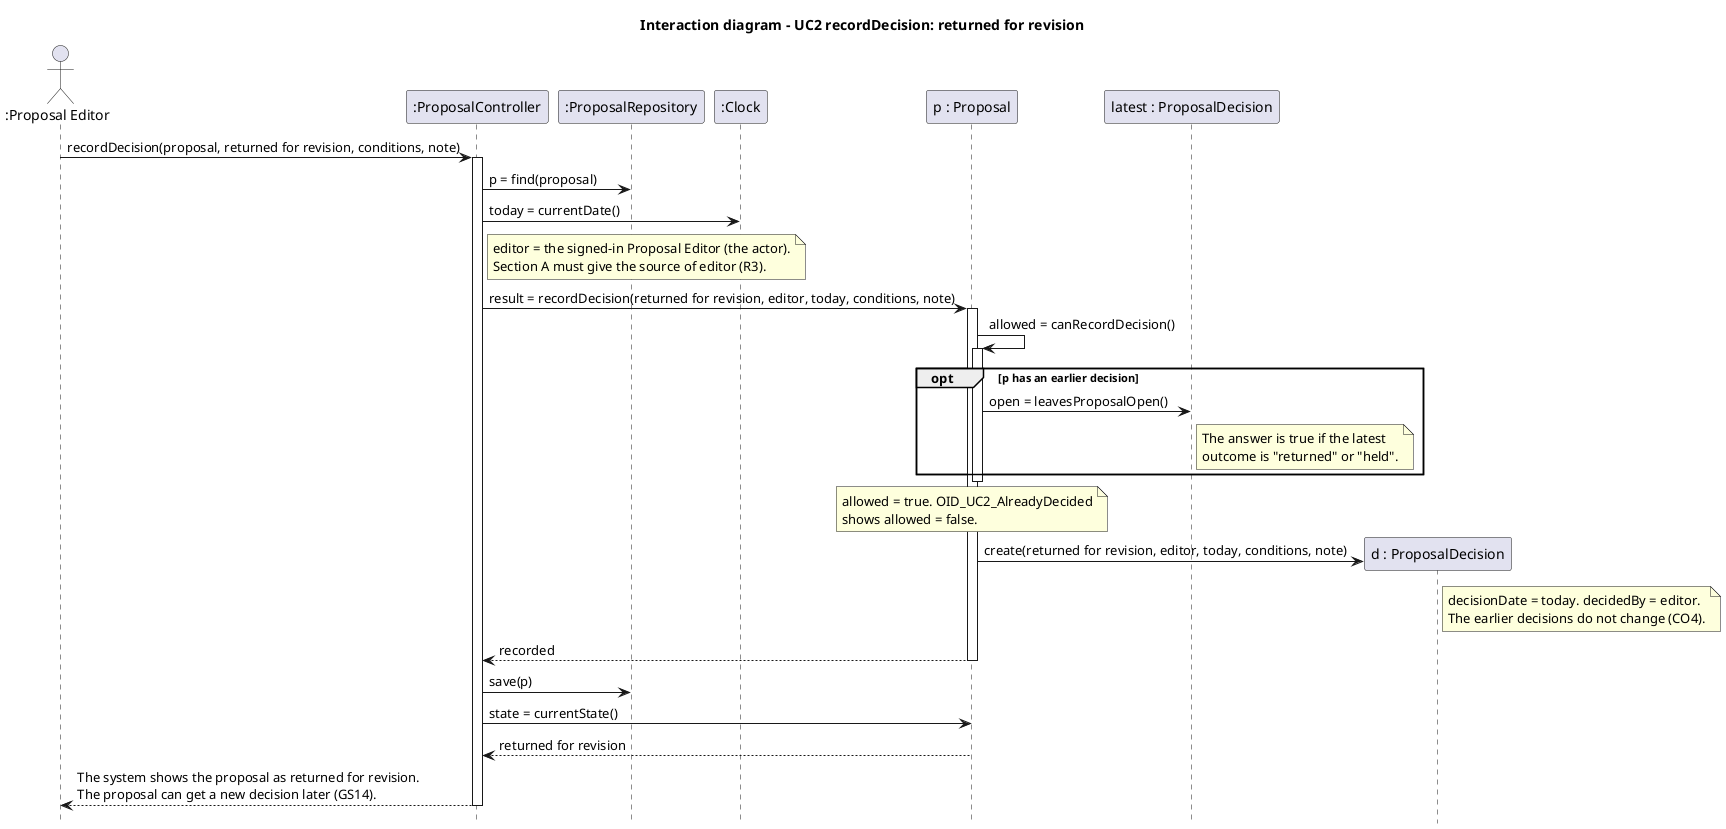 Interaction diagram - UC2 recordDecision: returned for revision
:Proposal Editor
:ProposalController
:ProposalRepository
:Clock
p : Proposal
latest : ProposalDecision
recordDecision(proposal, returned for revision, conditions, note)
p = find(proposal)
today = currentDate()
editor = the signed-in Proposal Editor (the actor).
Section A must give the source of editor (R3).
result = recordDecision(returned for revision, editor, today, conditions, note)
allowed = canRecordDecision()
opt
[p has an earlier decision]
open = leavesProposalOpen()
The answer is true if the latest
outcome is "returned" or "held".
allowed = true. OID_UC2_AlreadyDecided
shows allowed = false.
create(returned for revision, editor, today, conditions, note)
d : ProposalDecision
decisionDate = today. decidedBy = editor.
The earlier decisions do not change (CO4).
recorded
save(p)
state = currentState()
returned for revision
The system shows the proposal as returned for revision.
The proposal can get a new decision later (GS14).